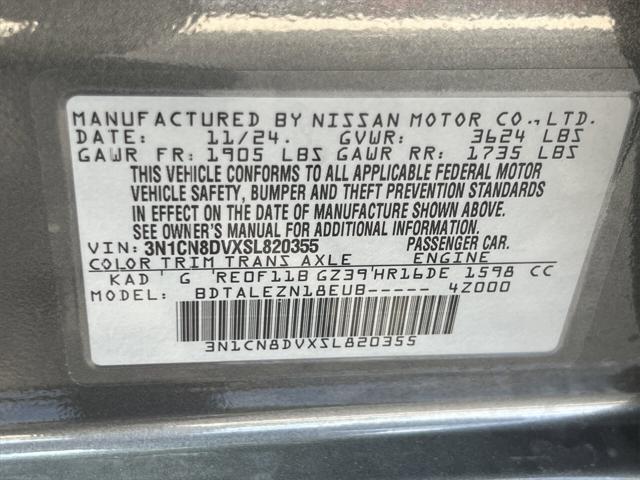 MANUFACTURED BY NISSAN MOTOR CO.,LTD.
DATE: 11/24. GVWR: 3624 LBS
GAWR FR: 1905 LBS GAWR RR: 1735 LBS
THIS VEHICLE CONFORMS TO ALL APPLICABLE FEDERAL MOTOR
VEHICLE SAFETY, BUMPER AND THEFT PREVENTION STANDARDS
IN EFFECT ON THE DATE OF MANUFACTURE SHOWN ABOVE.
SEE OWNER'S MANUAL FOR ADDITIONAL INFORMATION.
VIN: 3N1CN8DVXSL820355 PASSENGER CAR.
COLOR TRIM TRANS AXLE ENGINE
KAD ' G ' RE0F11B GZ39'HR16DE 1598 CC
MODEL: BDTALEZN18EUB----- 4Z000
3N1CN8DVXSL820355